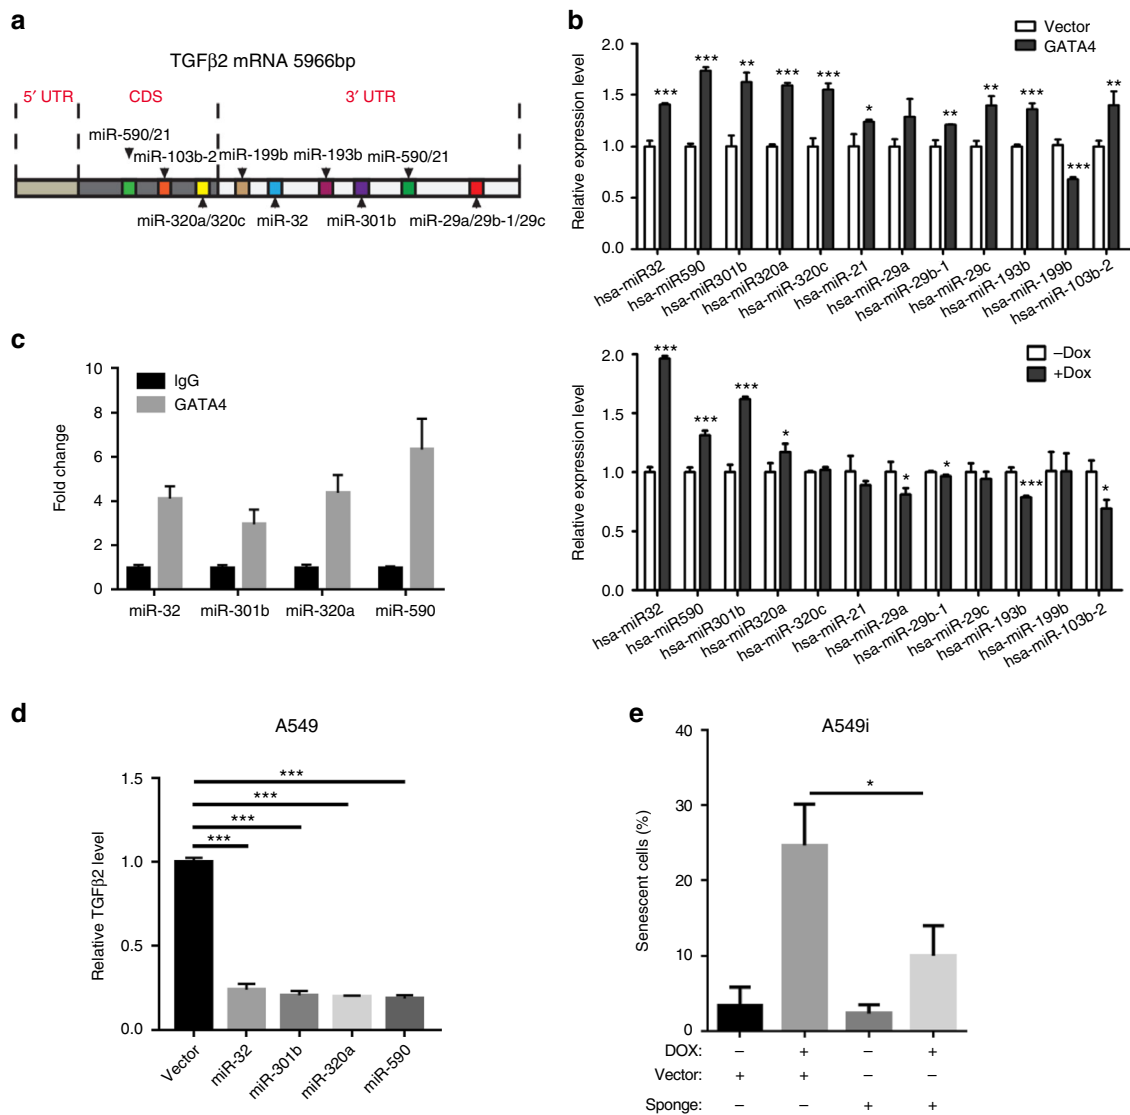 a
TGFβ2 mRNA 5966bp
5′ UTR CDS 3′ UTR
miR-590/21
miR-103b-2 miR-199b miR-193b miR-590/21
miR-320a/320c miR-32 miR-301b miR-29a/29b-1/29c
b
Vector
GATA4
Relative expression level
2.0
1.5
1.0
0.5
0.0
*** *** ** *** *** * ** ** *** *** **
hsa-miR32
hsa-miR590
hsa-miR301b
hsa-miR320a
hsa-miR-320c
hsa-miR-21
hsa-miR-29a
hsa-miR-29b-1
hsa-miR-29c
hsa-miR-193b
hsa-miR-199b
hsa-miR-103b-2
–Dox
+Dox
Relative expression level
2.0
1.5
1.0
0.5
0.0
*** *** *** * * * *** *
hsa-miR32
hsa-miR590
hsa-miR301b
hsa-miR320a
hsa-miR-320c
hsa-miR-21
hsa-miR-29a
hsa-miR-29b-1
hsa-miR-29c
hsa-miR-193b
hsa-miR-199b
hsa-miR-103b-2
c
IgG
GATA4
Fold change
10
8
6
4
2
0
miR-32 miR-301b miR-320a miR-590
d
A549
Relative TGFβ2 level
1.5
1.0
0.5
0.0
***
***
***
***
Vector
miR-32
miR-301b
miR-320a
miR-590
e
A549i
Senescent cells (%)
40
30
20
10
0
*
DOX: – + – +
Vector: + + – –
Sponge: – – + +